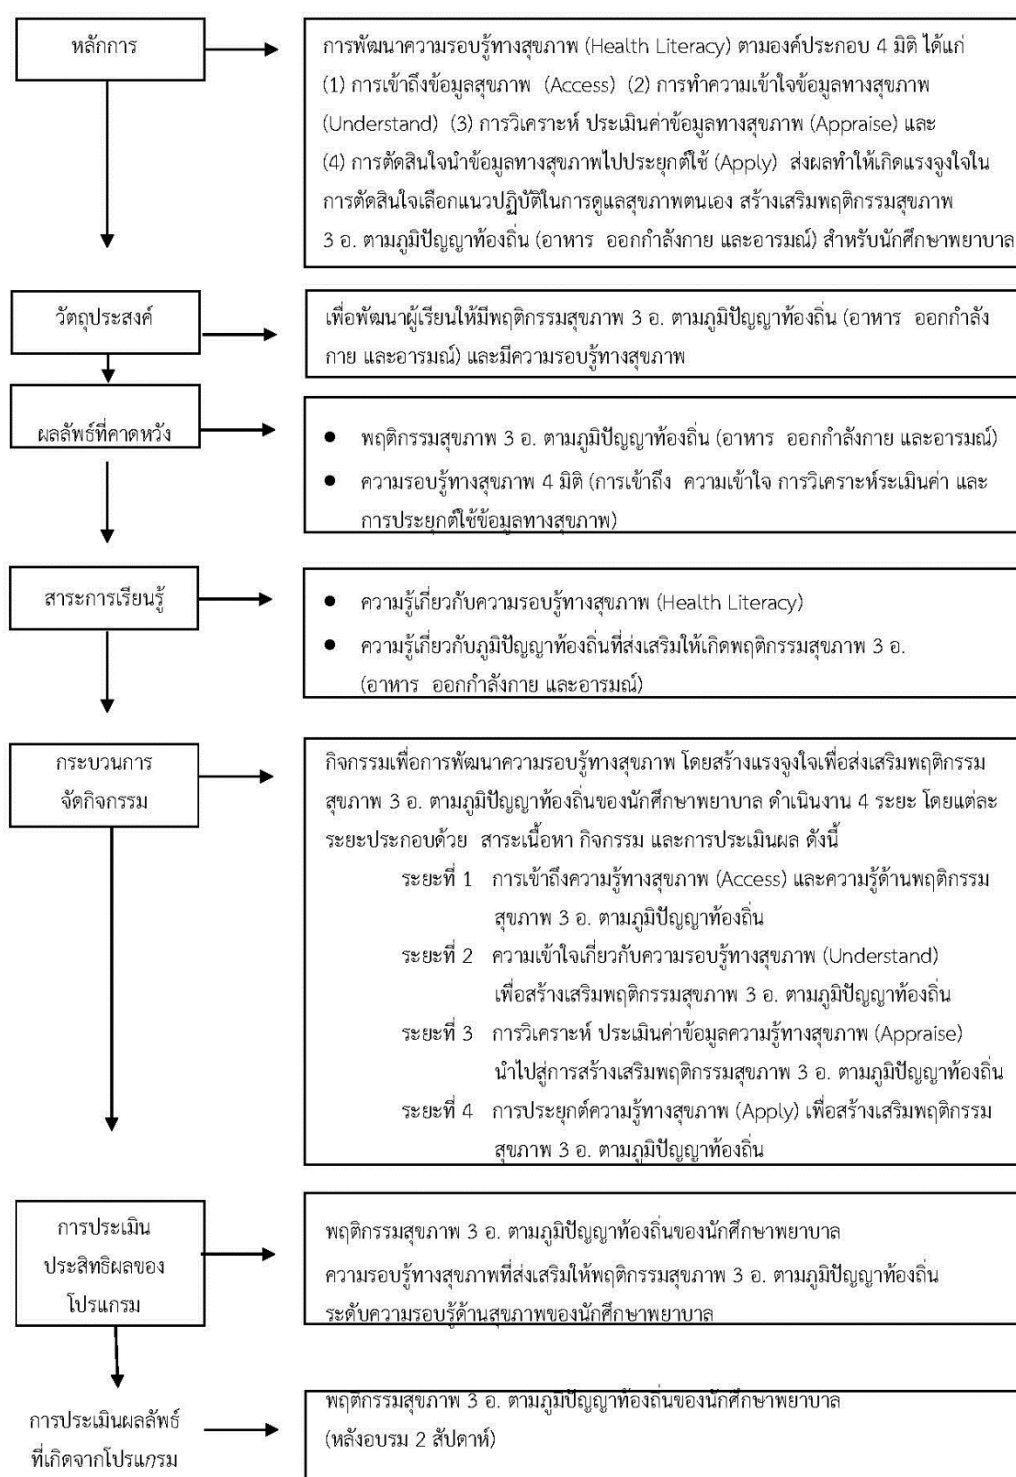 หลักการ
การพัฒนาความรอบรู้ทางสุขภาพ (Health Literacy) ตามองค์ประกอบ 4 มิติ ได้แก่
(1) การเข้าถึงข้อมูลสุขภาพ (Access) (2) การทำความเข้าใจข้อมูลทางสุขภาพ
(Understand) (3) การวิเคราะห์ ประเมินค่าข้อมูลทางสุขภาพ (Appraise) และ
(4) การตัดสินใจนำข้อมูลทางสุขภาพไปประยุกต์ใช้ (Apply) ส่งผลทำให้เกิดแรงจูงใจใน
การตัดสินใจเลือกแนวปฏิบัติในการดูแลสุขภาพตนเอง สร้างเสริมพฤติกรรมสุขภาพ
3 อ. ตามภูมิปัญญาท้องถิ่น (อาหาร ออกกำลังกาย และอารมณ์) สำหรับนักศึกษาพยาบาล
วัตถุประสงค์
เพื่อพัฒนาผู้เรียนให้มีพฤติกรรมสุขภาพ 3 อ. ตามภูมิปัญญาท้องถิ่น (อาหาร ออกกำลัง
กาย และอารมณ์) และมีความรอบรู้ทางสุขภาพ
ผลลัพธ์ที่คาดหวัง
● พฤติกรรมสุขภาพ 3 อ. ตามภูมิปัญญาท้องถิ่น (อาหาร ออกกำลังกาย และอารมณ์)
● ความรอบรู้ทางสุขภาพ 4 มิติ (การเข้าถึง ความเข้าใจ การวิเคราะห์ระเมินค่า และ
การประยุกต์ใช้ข้อมูลทางสุขภาพ)
สาระการเรียนรู้
● ความรู้เกี่ยวกับความรอบรู้ทางสุขภาพ (Health Literacy)
● ความรู้เกี่ยวกับภูมิปัญญาท้องถิ่นที่ส่งเสริมให้เกิดพฤติกรรมสุขภาพ 3 อ.
(อาหาร ออกกำลังกาย และอารมณ์)
กระบวนการ
จัดกิจกรรม
กิจกรรมเพื่อการพัฒนาความรอบรู้ทางสุขภาพ โดยสร้างแรงจูงใจเพื่อส่งเสริมพฤติกรรม
สุขภาพ 3 อ. ตามภูมิปัญญาท้องถิ่นของนักศึกษาพยาบาล ดำเนินงาน 4 ระยะ โดยแต่ละ
ระยะประกอบด้วย สาระเนื้อหา กิจกรรม และการประเมินผล ดังนี้
ระยะที่ 1 การเข้าถึงความรู้ทางสุขภาพ (Access) และความรู้ด้านพฤติกรรม
สุขภาพ 3 อ. ตามภูมิปัญญาท้องถิ่น
ระยะที่ 2 ความเข้าใจเกี่ยวกับความรอบรู้ทางสุขภาพ (Understand)
เพื่อสร้างเสริมพฤติกรรมสุขภาพ 3 อ. ตามภูมิปัญญาท้องถิ่น
ระยะที่ 3 การวิเคราะห์ ประเมินค่าข้อมูลความรู้ทางสุขภาพ (Appraise)
นำไปสู่การสร้างเสริมพฤติกรรมสุขภาพ 3 อ. ตามภูมิปัญญาท้องถิ่น
ระยะที่ 4 การประยุกต์ความรู้ทางสุขภาพ (Apply) เพื่อสร้างเสริมพฤติกรรม
สุขภาพ 3 อ. ตามภูมิปัญญาท้องถิ่น
การประเมิน
ประสิทธิผลของ
โปรแกรม
พฤติกรรมสุขภาพ 3 อ. ตามภูมิปัญญาท้องถิ่นของนักศึกษาพยาบาล
ความรอบรู้ทางสุขภาพที่ส่งเสริมให้พฤติกรรมสุขภาพ 3 อ. ตามภูมิปัญญาท้องถิ่น
ระดับความรอบรู้ด้านสุขภาพของนักศึกษาพยาบาล
การประเมินผลลัพธ์
ที่เกิดจากโปรแกรม
พฤติกรรมสุขภาพ 3 อ. ตามภูมิปัญญาท้องถิ่นของนักศึกษาพยาบาล
(หลังอบรม 2 สัปดาห์)